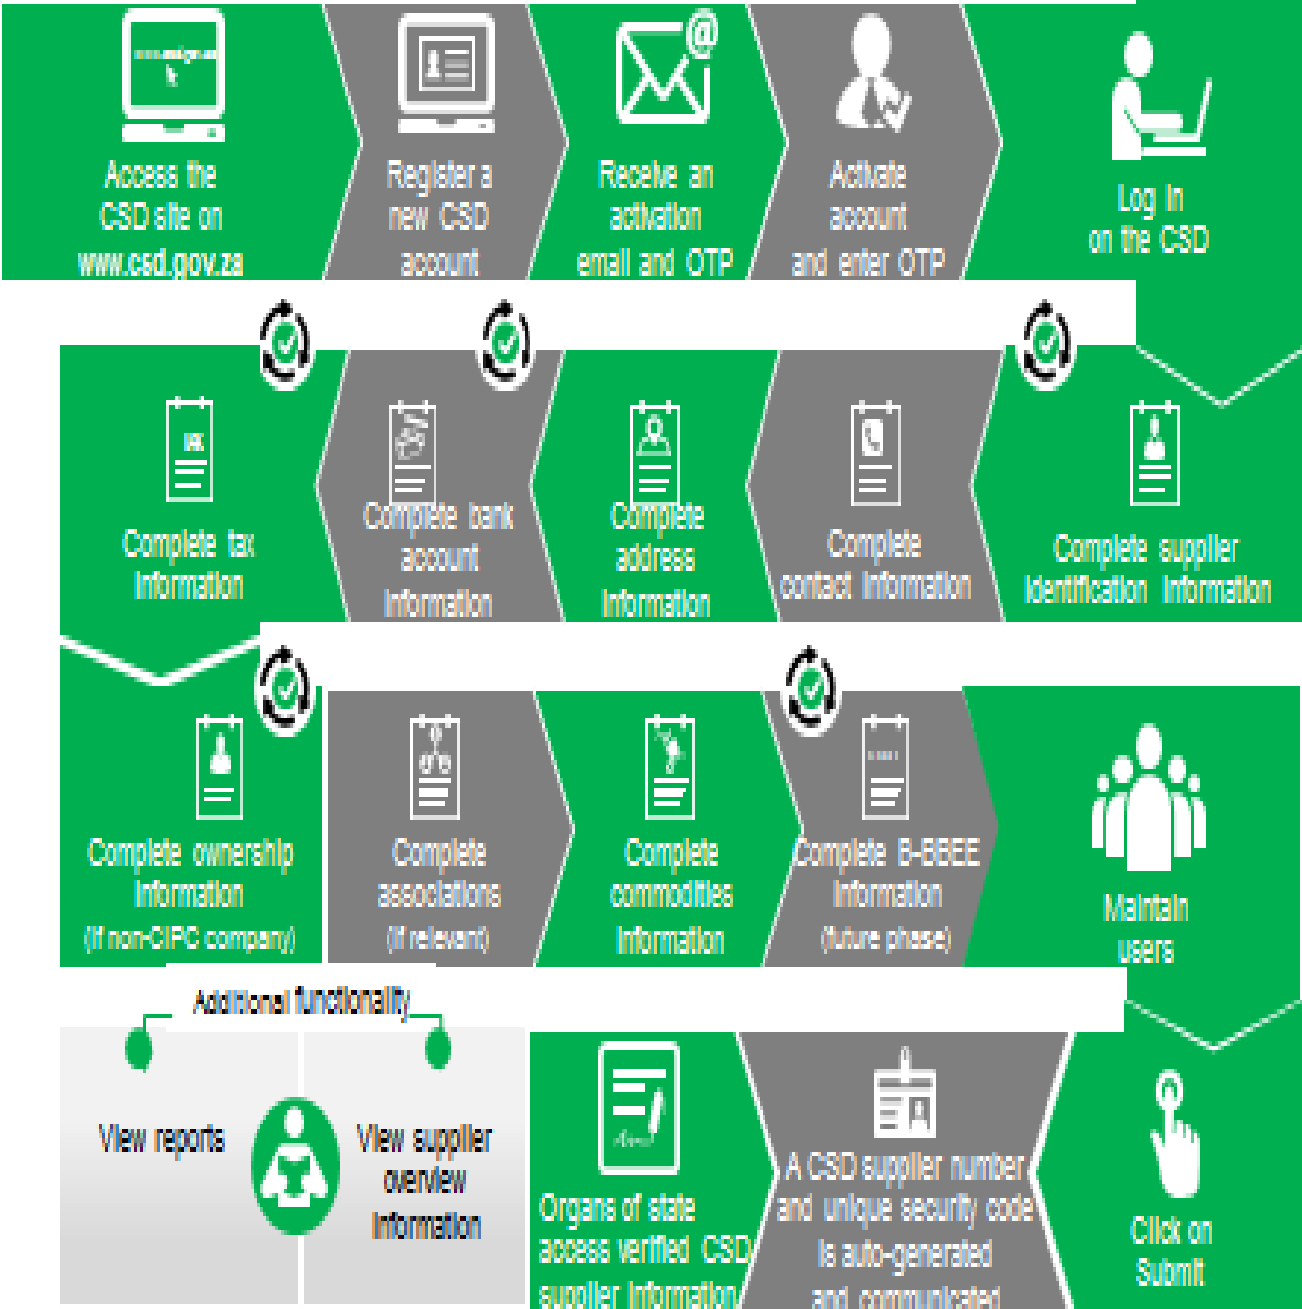 Access the
CSD site on
www.csd.gov.za
Register a
new CSD
account
Receive an
activation
email and OTP
Activate
account
and enter OTP
Log in
on the CSD
Complete supplier
identification information
Complete
contact information
Complete
address
information
Complete bank
account
information
Complete tax
information
Complete ownership
information
(if non-CIPC company)
Complete
associations
(if relevant)
Complete
commodities
information
Complete B-BBEE
information
(future phase)
Maintain
users
Click on
Submit
A CSD supplier number
and unique security code
is auto-generated
and communicated
Organs of state
access verified CSD
supplier information
Additional functionality
View reports
View supplier
overview
information